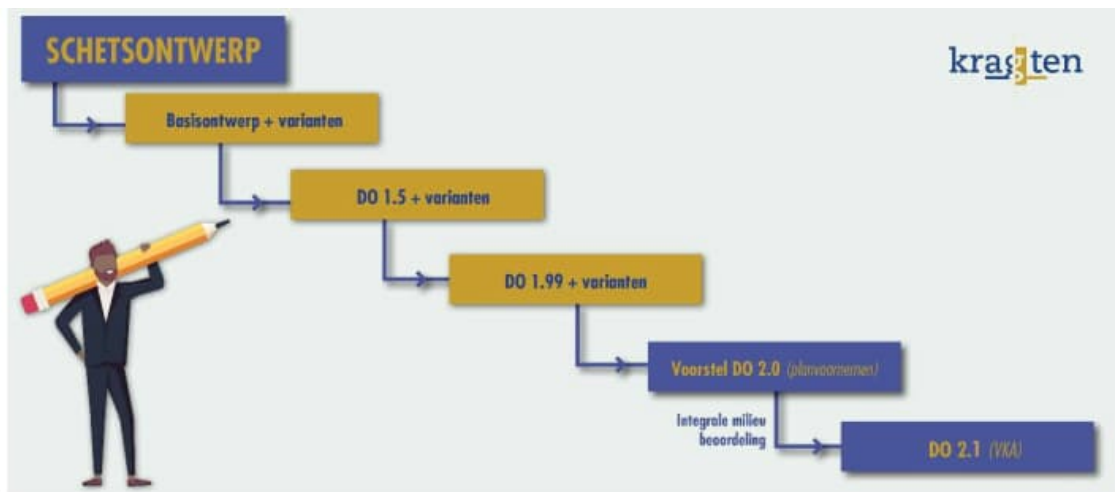 SCHETSONTWERP
kragten
Basisontwerp + varianten
DO 1.5 + varianten
DO 1.99 + varianten
Voorstel DO 2.0 (planvoornemen)
Integrale milieu
beoordeling
DO 2.1 (VKA)